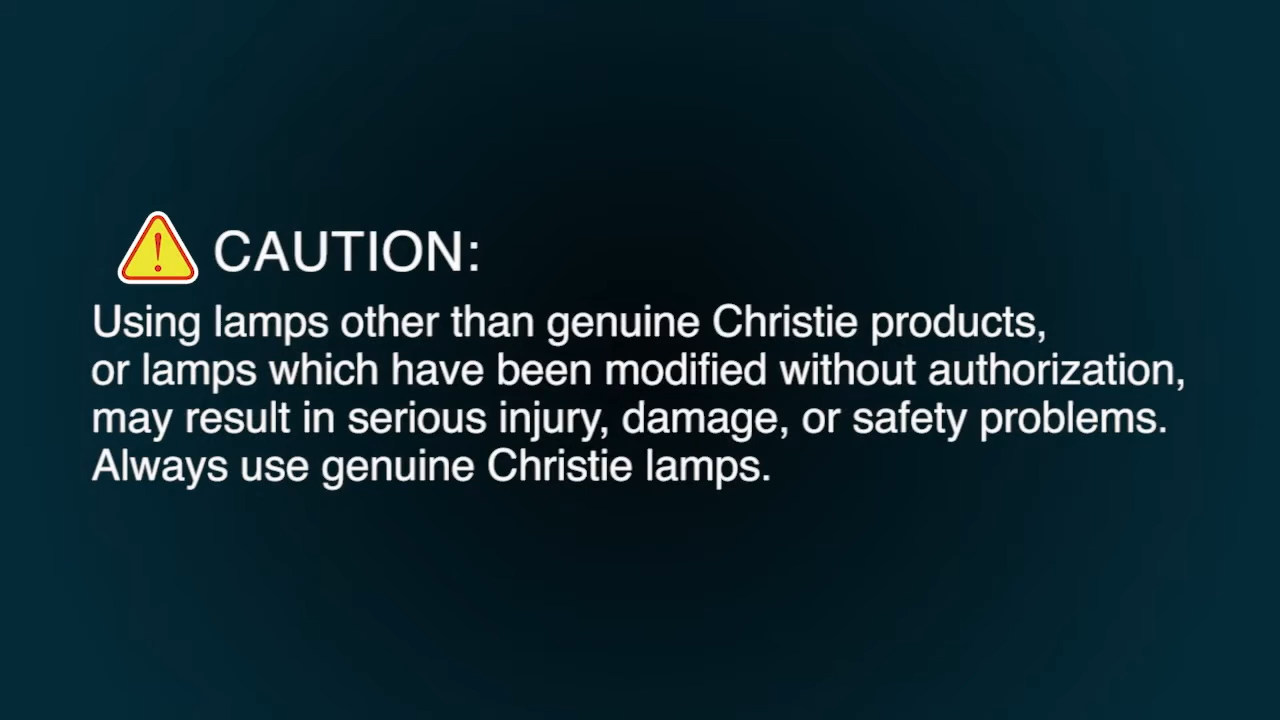 CAUTION:
Using lamps other than genuine Christie products,
or lamps which have been modified without authorization,
may result in serious injury, damage, or safety problems.
Always use genuine Christie lamps.